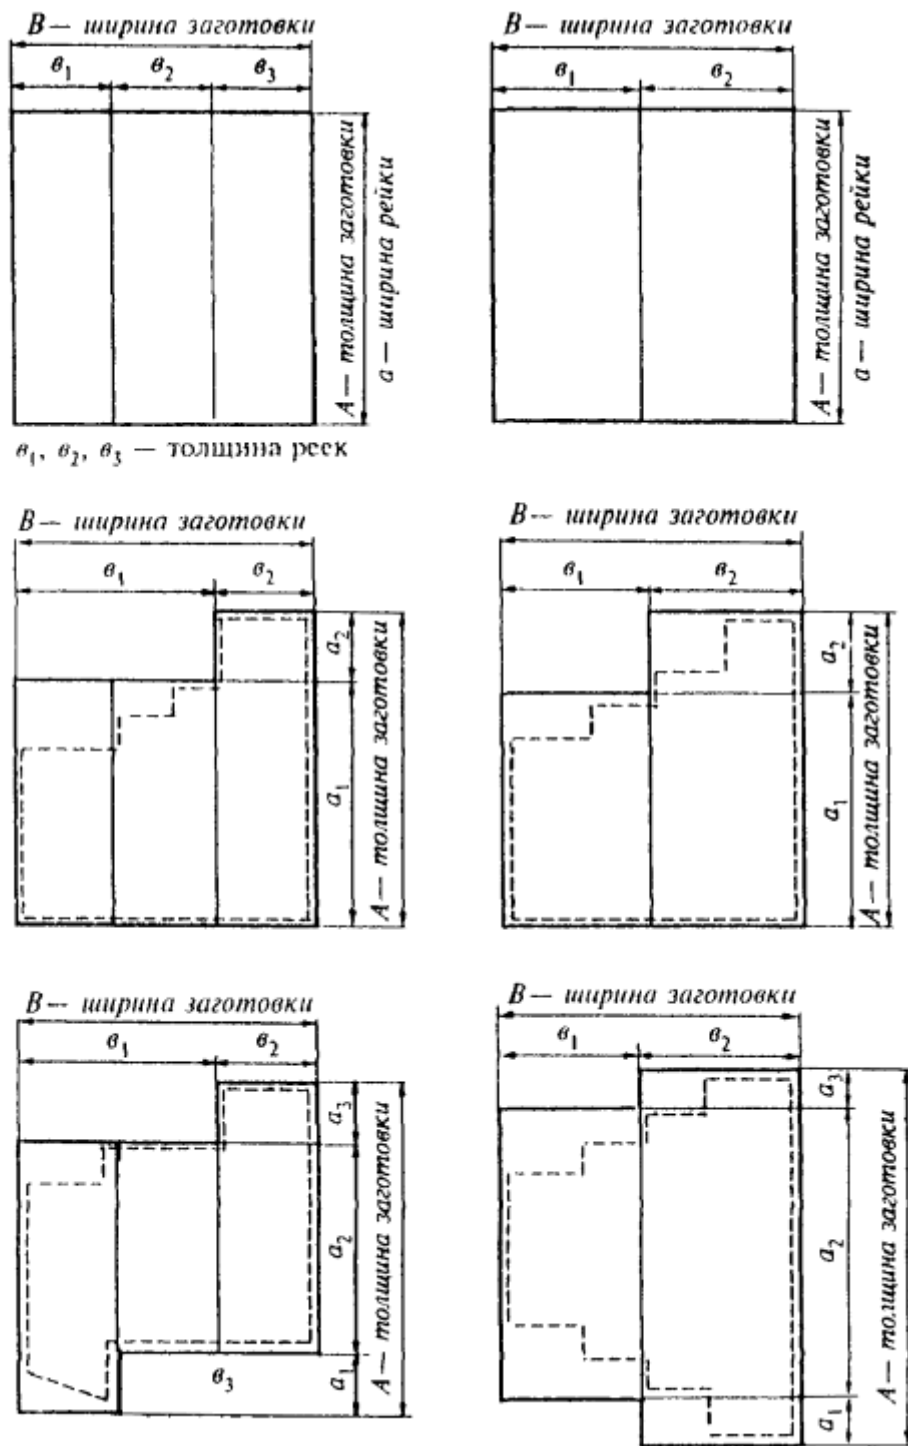 В — ширина заготовки
в₁ в₂ в₃
А — толщина заготовки
а — ширина рейки
в₁, в₂, в₃ — толщина реек
В — ширина заготовки
в₁ в₂
А — толщина заготовки
а — ширина рейки
В — ширина заготовки
в₁ в₂
а₂
а₁
А — толщина заготовки
В — ширина заготовки
в₁ в₂
а₂
а₁
А — толщина заготовки
В — ширина заготовки
в₁ в₂
а₃
а₂
а₁
А — толщина заготовки
в₃
В — ширина заготовки
в₁ в₂
а₃
а₂
а₁
А — толщина заготовки